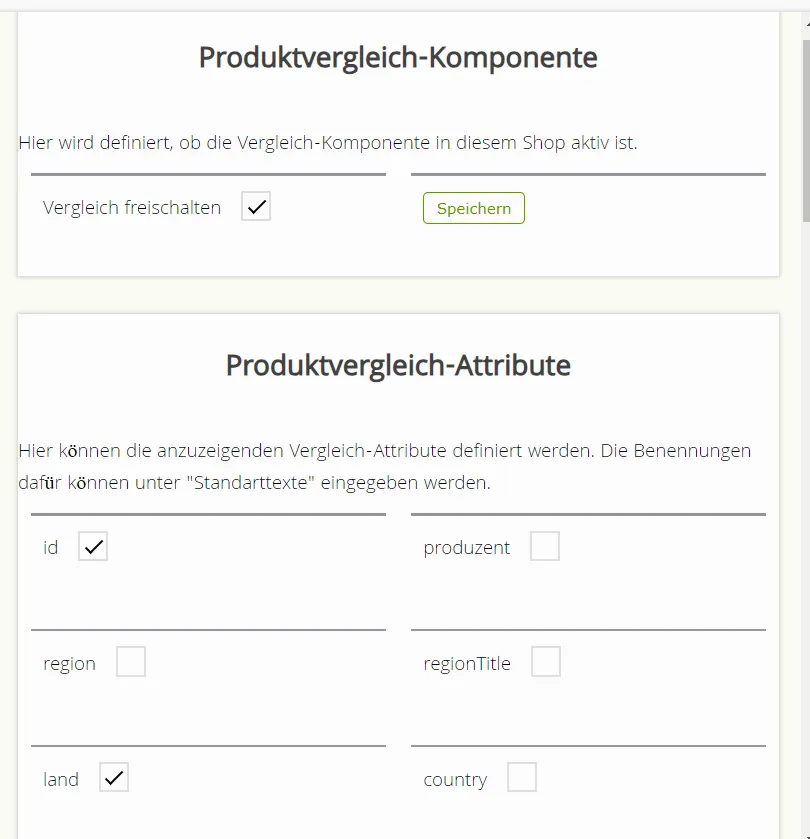 Produktvergleich-Komponente
Hier wird definiert, ob die Vergleich-Komponente in diesem Shop aktiv ist.
Vergleich freischalten
Speichern
Produktvergleich-Attribute
Hier können die anzuzeigenden Vergleich-Attribute definiert werden. Die Benennungen
dafür können unter "Standarttexte" eingegeben werden.
id
produzent
region
regionTitle
land
country